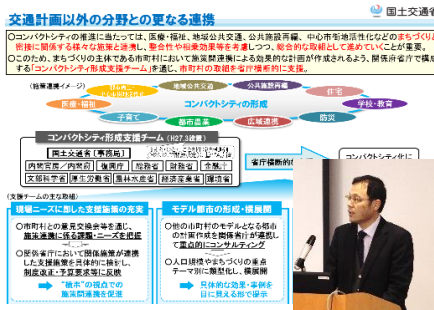 交通計画以外の分野との更なる連携
国土交通省
○コンパクトシティの推進に当たっては、医療・福祉、地域公共交通、公共施設再編、中心市街地活性化などのまちづくりと
密接に関係する様々な施策と連携し、整合性や相乗効果等を考慮しつつ、総合的な取組として進めていくことが重要。
○このため、まちづくりの主体である市町村において施策間連携による効果的な計画が作成されるよう、関係省庁で構成
する「コンパクトシティ形成支援チーム」を通じ、市町村の取組を省庁横断的に支援。
(施策連携イメージ)
地域公共交通
公共施設再編
住宅
医療・福祉
コンパクトシティの形成
学校・教育
子育て
都市農業
広域連携
防災
コンパクトシティ形成支援チーム (H27.3設置)
国土交通省【事務局】
内閣官房／内閣府 復興庁 総務省 財務省 金融庁
文部科学省 厚生労働省 農林水産省 経済産業省 環境省
省庁横断的
コンパクトシティ化に
(支援チームの主な取組)
現場ニーズに即した支援施策の充実
○市町村との意見交換会等を通じ、
施策連携に係る課題・ニーズを把握
○関係省庁において関係施策が連携
した支援施策を具体的に検討し、
制度改正・予算要求等に反映
⇒ "横串"の視点での
施策間連携を促進
モデル都市の形成・横展開
○他の市町村のモデルとなる都市
の計画作成を関係省庁が連携し
て重点的にコンサルティング
○人口規模やまちづくりの重点
テーマ別に類型化し、横展開
⇒ 具体的な効果・事例を
目に見える形で提示